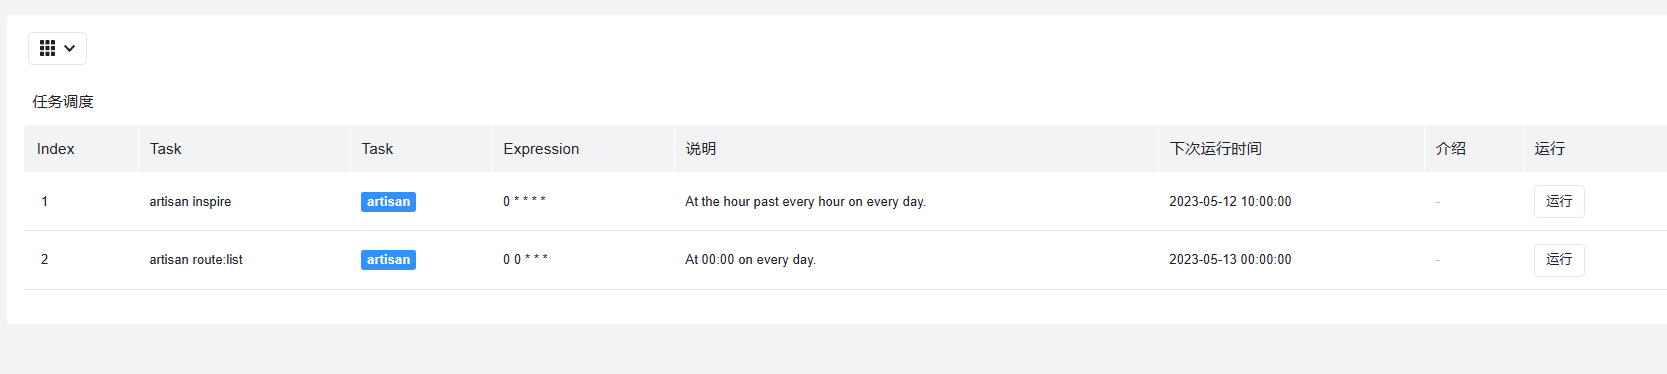 任务调度
Index Task Task Expression 说明 下次运行时间 介绍 运行
1 artisan inspire artisan 0 * * * * At the hour past every hour on every day. 2023-05-12 10:00:00 - 运行
2 artisan route:list artisan 0 0 * * * At 00:00 on every day. 2023-05-13 00:00:00 - 运行